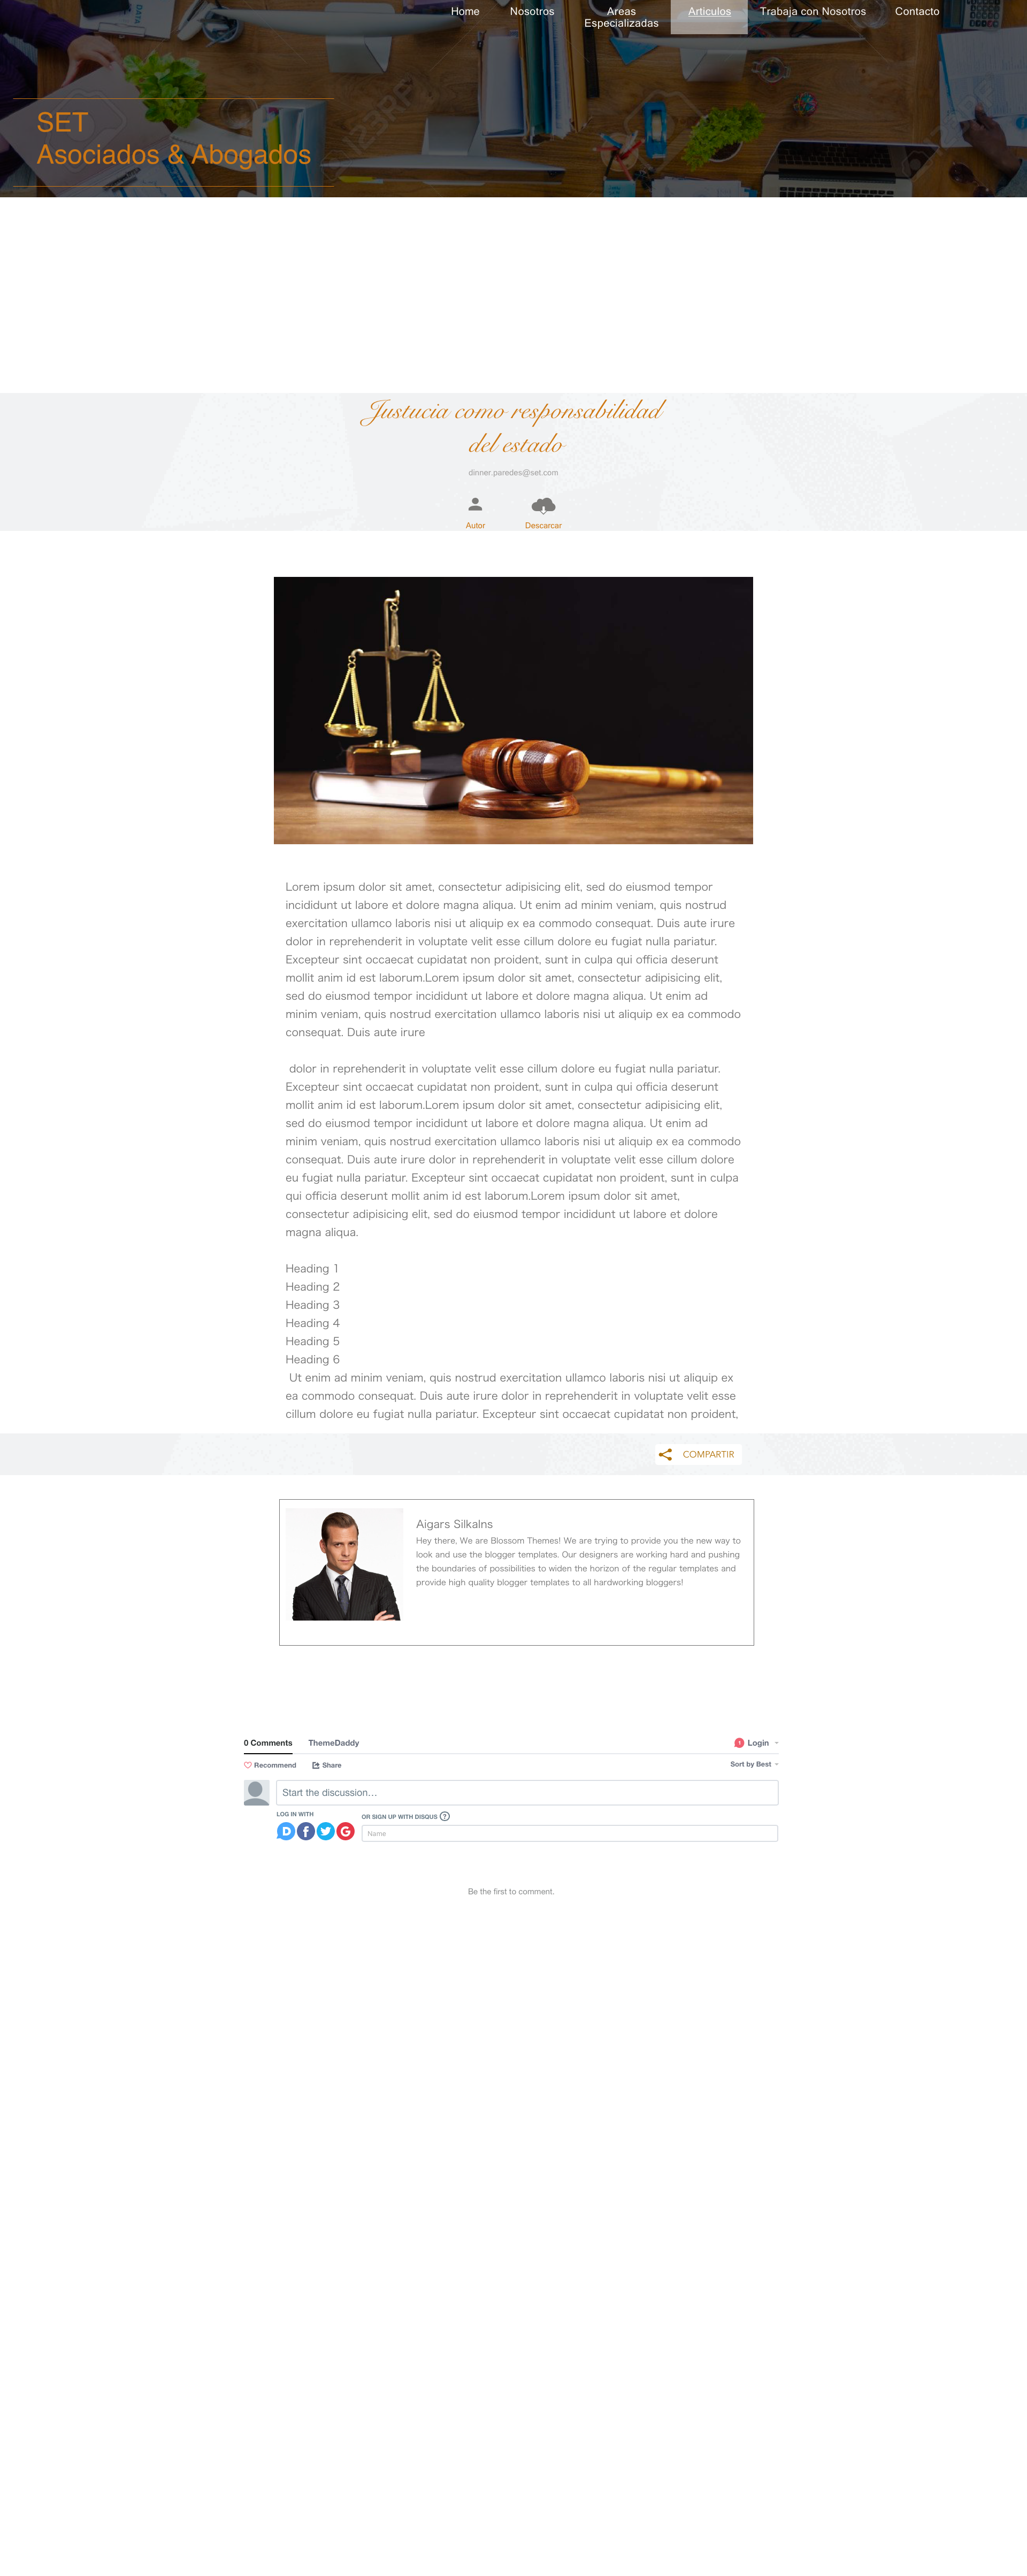 Home
Nosotros
Areas
Especializadas
Articulos
Trabaja con Nosotros
Contacto
SET
Asociados & Abogados
Justucia como responsabilidad
del estado
dinner.paredes@set.com
Autor
Descarcar
Lorem ipsum dolor sit amet, consectetur adipisicing elit, sed do eiusmod tempor
incididunt ut labore et dolore magna aliqua. Ut enim ad minim veniam, quis nostrud
exercitation ullamco laboris nisi ut aliquip ex ea commodo consequat. Duis aute irure
dolor in reprehenderit in voluptate velit esse cillum dolore eu fugiat nulla pariatur.
Excepteur sint occaecat cupidatat non proident, sunt in culpa qui officia deserunt
mollit anim id est laborum.Lorem ipsum dolor sit amet, consectetur adipisicing elit,
sed do eiusmod tempor incididunt ut labore et dolore magna aliqua. Ut enim ad
minim veniam, quis nostrud exercitation ullamco laboris nisi ut aliquip ex ea commodo
consequat. Duis aute irure
dolor in reprehenderit in voluptate velit esse cillum dolore eu fugiat nulla pariatur.
Excepteur sint occaecat cupidatat non proident, sunt in culpa qui officia deserunt
mollit anim id est laborum.Lorem ipsum dolor sit amet, consectetur adipisicing elit,
sed do eiusmod tempor incididunt ut labore et dolore magna aliqua. Ut enim ad
minim veniam, quis nostrud exercitation ullamco laboris nisi ut aliquip ex ea commodo
consequat. Duis aute irure dolor in reprehenderit in voluptate velit esse cillum dolore
eu fugiat nulla pariatur. Excepteur sint occaecat cupidatat non proident, sunt in culpa
qui officia deserunt mollit anim id est laborum.Lorem ipsum dolor sit amet,
consectetur adipisicing elit, sed do eiusmod tempor incididunt ut labore et dolore
magna aliqua.
Heading 1
Heading 2
Heading 3
Heading 4
Heading 5
Heading 6
Ut enim ad minim veniam, quis nostrud exercitation ullamco laboris nisi ut aliquip ex
ea commodo consequat. Duis aute irure dolor in reprehenderit in voluptate velit esse
cillum dolore eu fugiat nulla pariatur. Excepteur sint occaecat cupidatat non proident,
COMPARTIR
Aigars Silkalns
Hey there, We are Blossom Themes! We are trying to provide you the new way to
look and use the blogger templates. Our designers are working hard and pushing
the boundaries of possibilities to widen the horizon of the regular templates and
provide high quality blogger templates to all hardworking bloggers!
0 Comments
ThemeDaddy
1
Login
Recommend
Share
Sort by Best
Start the discussion…
LOG IN WITH
OR SIGN UP WITH DISQUS ?
Name
Be the first to comment.